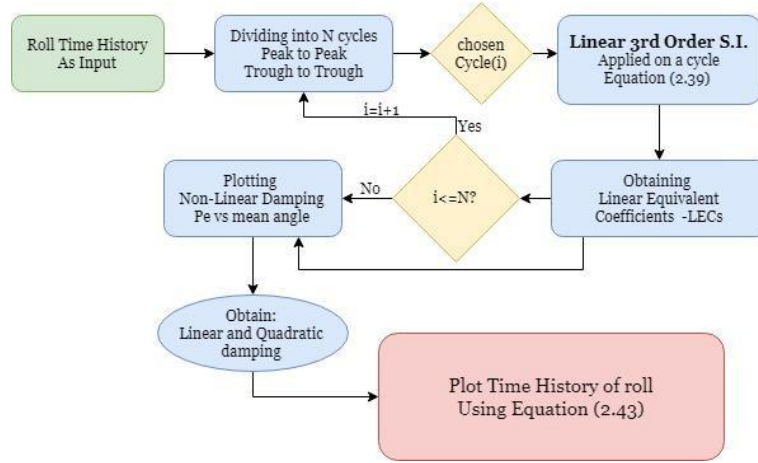 Roll Time History
As Input
Dividing into N cycles
Peak to Peak
Trough to Trough
chosen
Cycle(i)
Linear 3rd Order S.I.
Applied on a cycle
Equation (2.39)
i=i+1
Yes
Plotting
Non-Linear Damping
Pe vs mean angle
No
i<=N?
Obtaining
Linear Equivalent
Coefficients -LECs
Obtain:
Linear and Quadratic
damping
Plot Time History of roll
Using Equation (2.43)